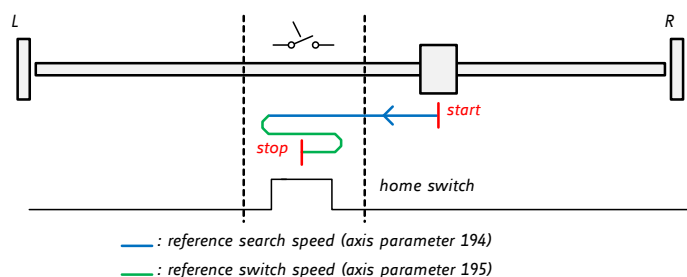 L
R
start
stop
home switch
: reference search speed (axis parameter 194)
: reference switch speed (axis parameter 195)